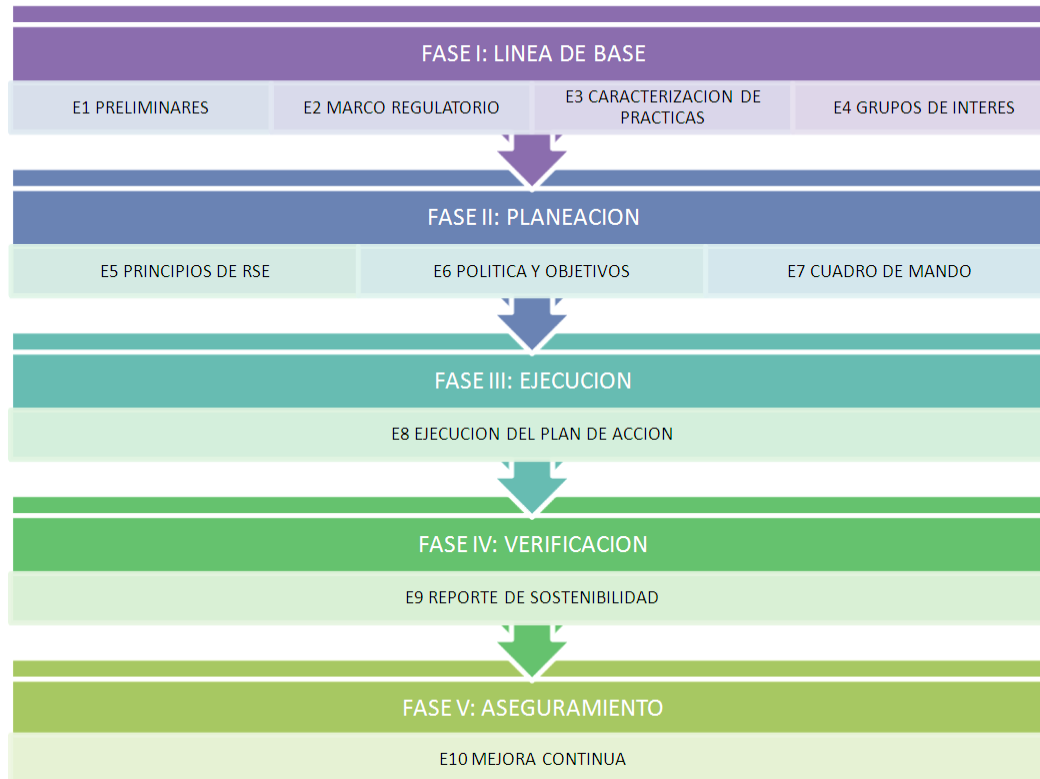 FASE I: LINEA DE BASE
E1 PRELIMINARES
E2 MARCO REGULATORIO
E3 CARACTERIZACION DE
PRACTICAS
E4 GRUPOS DE INTERES
FASE II: PLANEACION
E5 PRINCIPIOS DE RSE
E6 POLITICA Y OBJETIVOS
E7 CUADRO DE MANDO
FASE III: EJECUCION
E8 EJECUCION DEL PLAN DE ACCION
FASE IV: VERIFICACION
E9 REPORTE DE SOSTENIBILIDAD
FASE V: ASEGURAMIENTO
E10 MEJORA CONTINUA